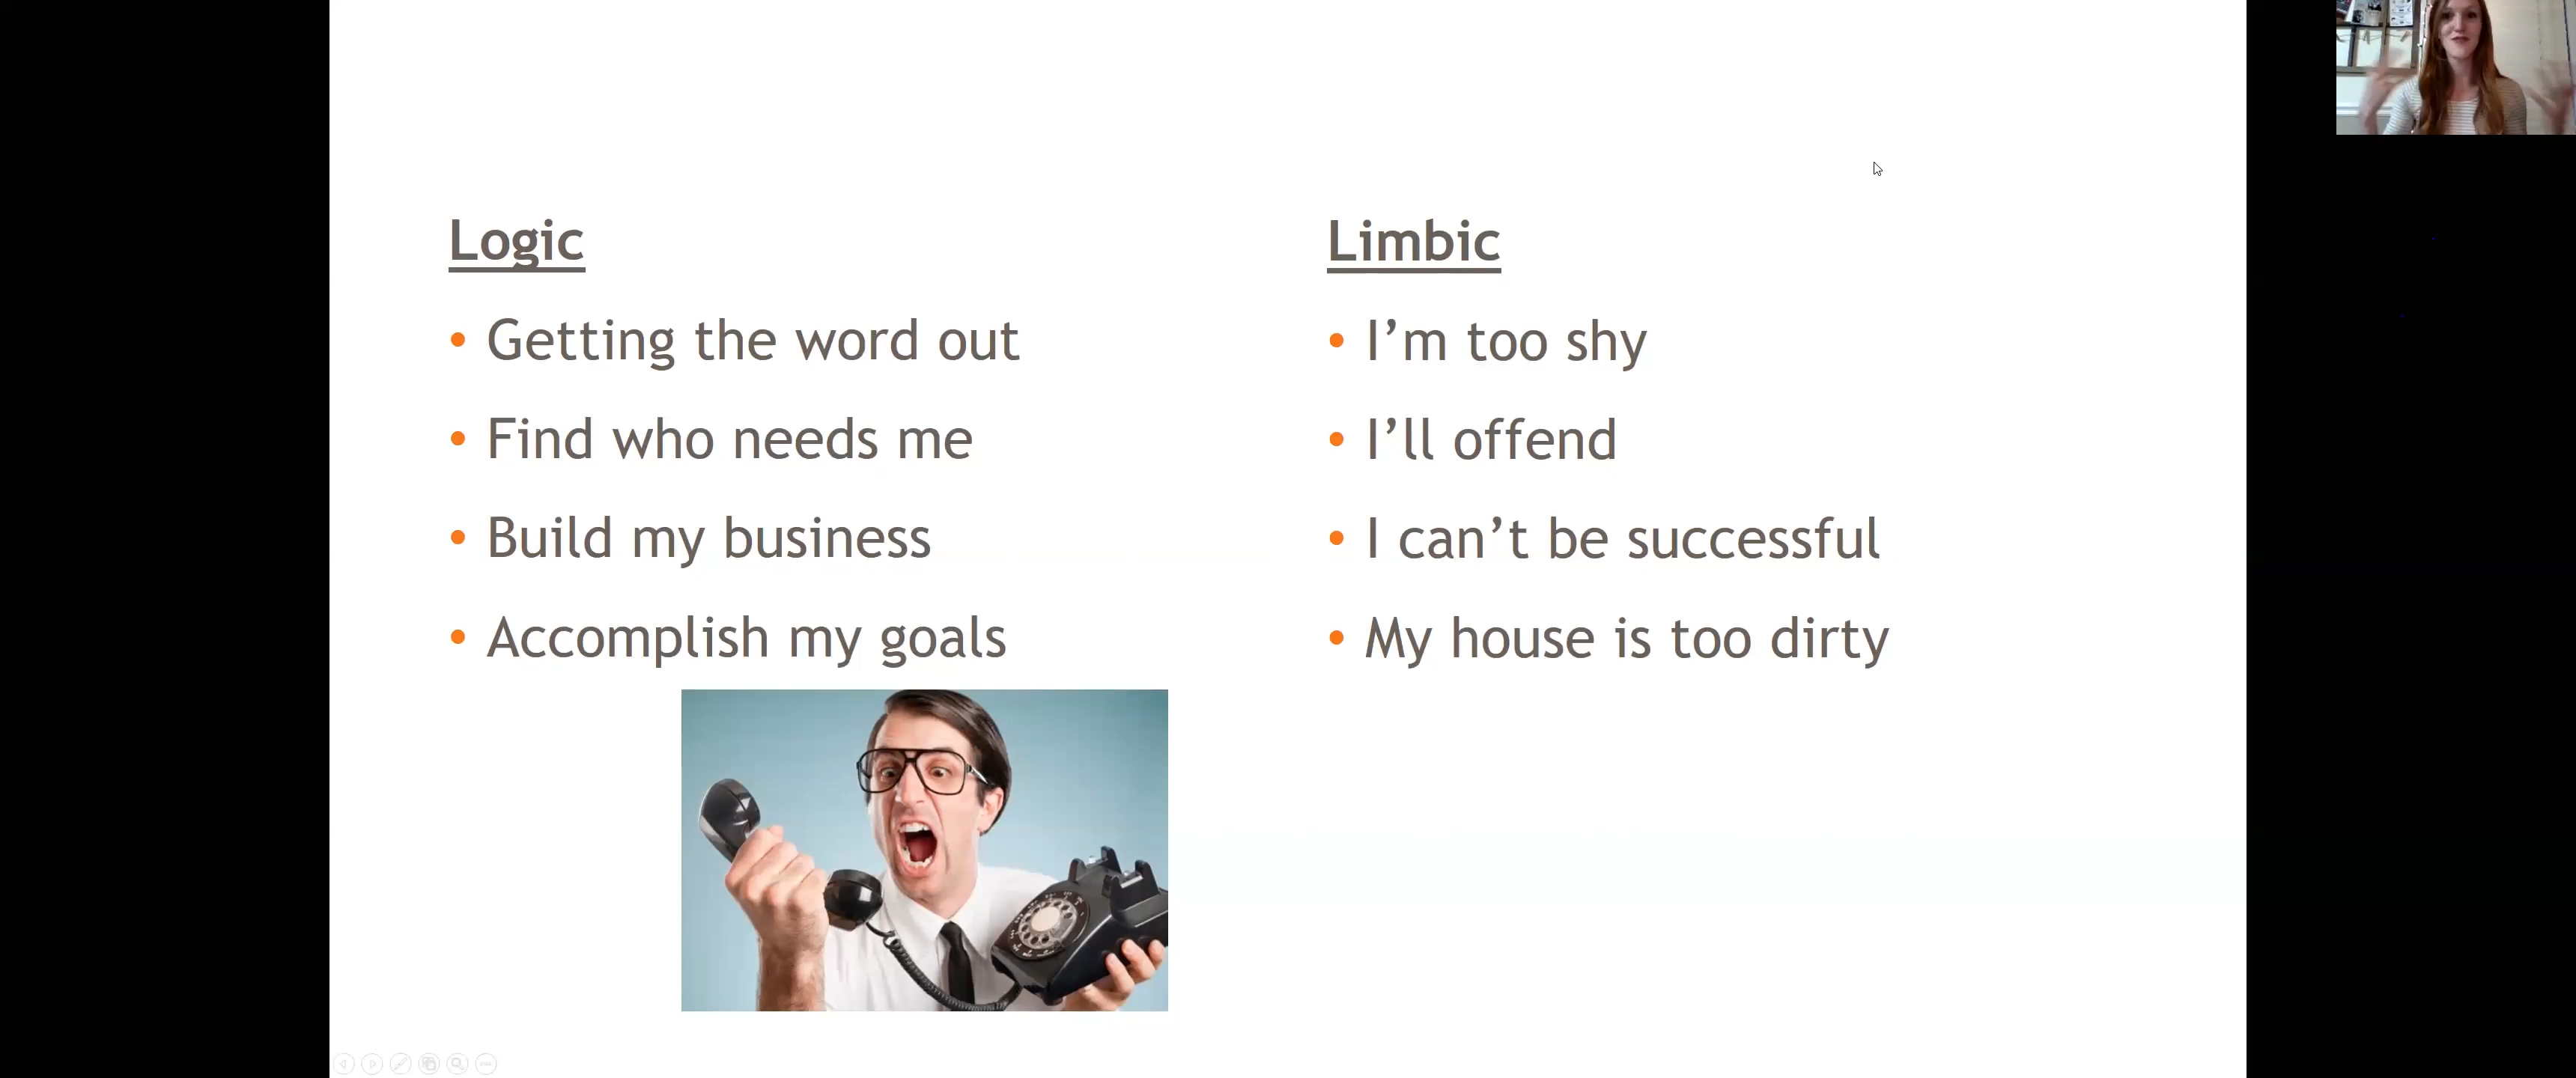 Logic
Getting the word out
Find who needs me
Build my business
Accomplish my goals
Limbic
I’m too shy
I’ll offend
I can’t be successful
My house is too dirty